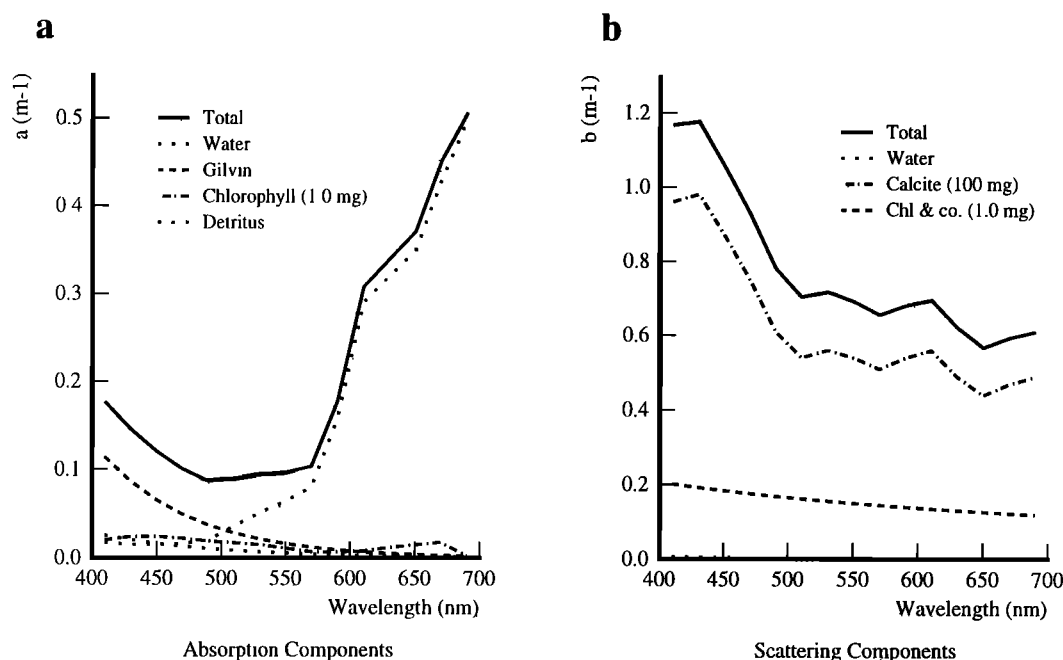 a
a (m-1)
0.5
0.4
0.3
0.2
0.1
0.0
Total
Water
Gilvin
Chlorophyll (1 0 mg)
Detritus
400 450 500 550 600 650 700
Wavelength (nm)
Absorption Components
b
b (m-1)
1.2
1.0
0.8
0.6
0.4
0.2
0.0
Total
Water
Calcite (100 mg)
Chl & co. (1.0 mg)
400 450 500 550 600 650 700
Wavelength (nm)
Scattering Components